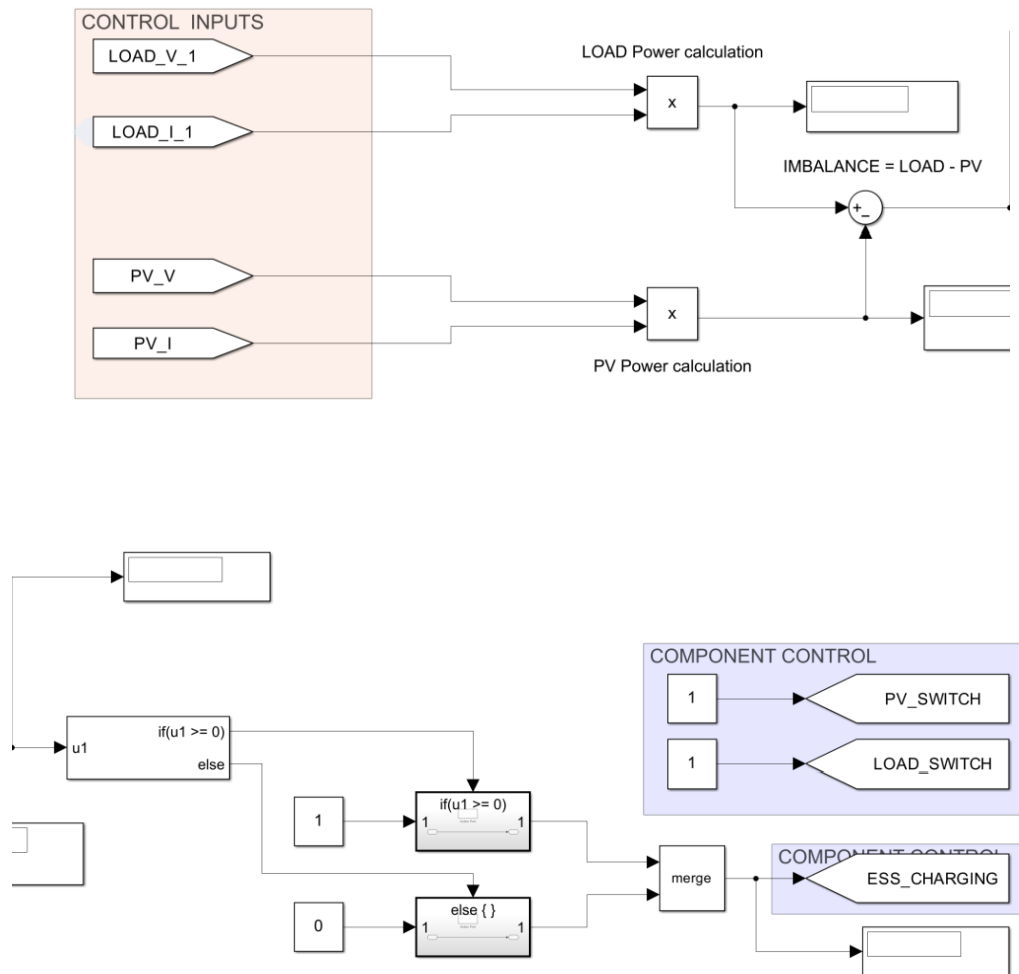 CONTROL INPUTS
LOAD_V_1
LOAD Power calculation
x
LOAD_I_1
IMBALANCE = LOAD - PV
+
-
PV_V
x
PV_I
PV Power calculation
COMPONENT CONTROL
1
PV_SWITCH
u1
if(u1 >= 0)
else
1
LOAD_SWITCH
1
if(u1 >= 0)
1
1
merge
COMPONENT CONTROL
ESS_CHARGING
0
else { }
1
1